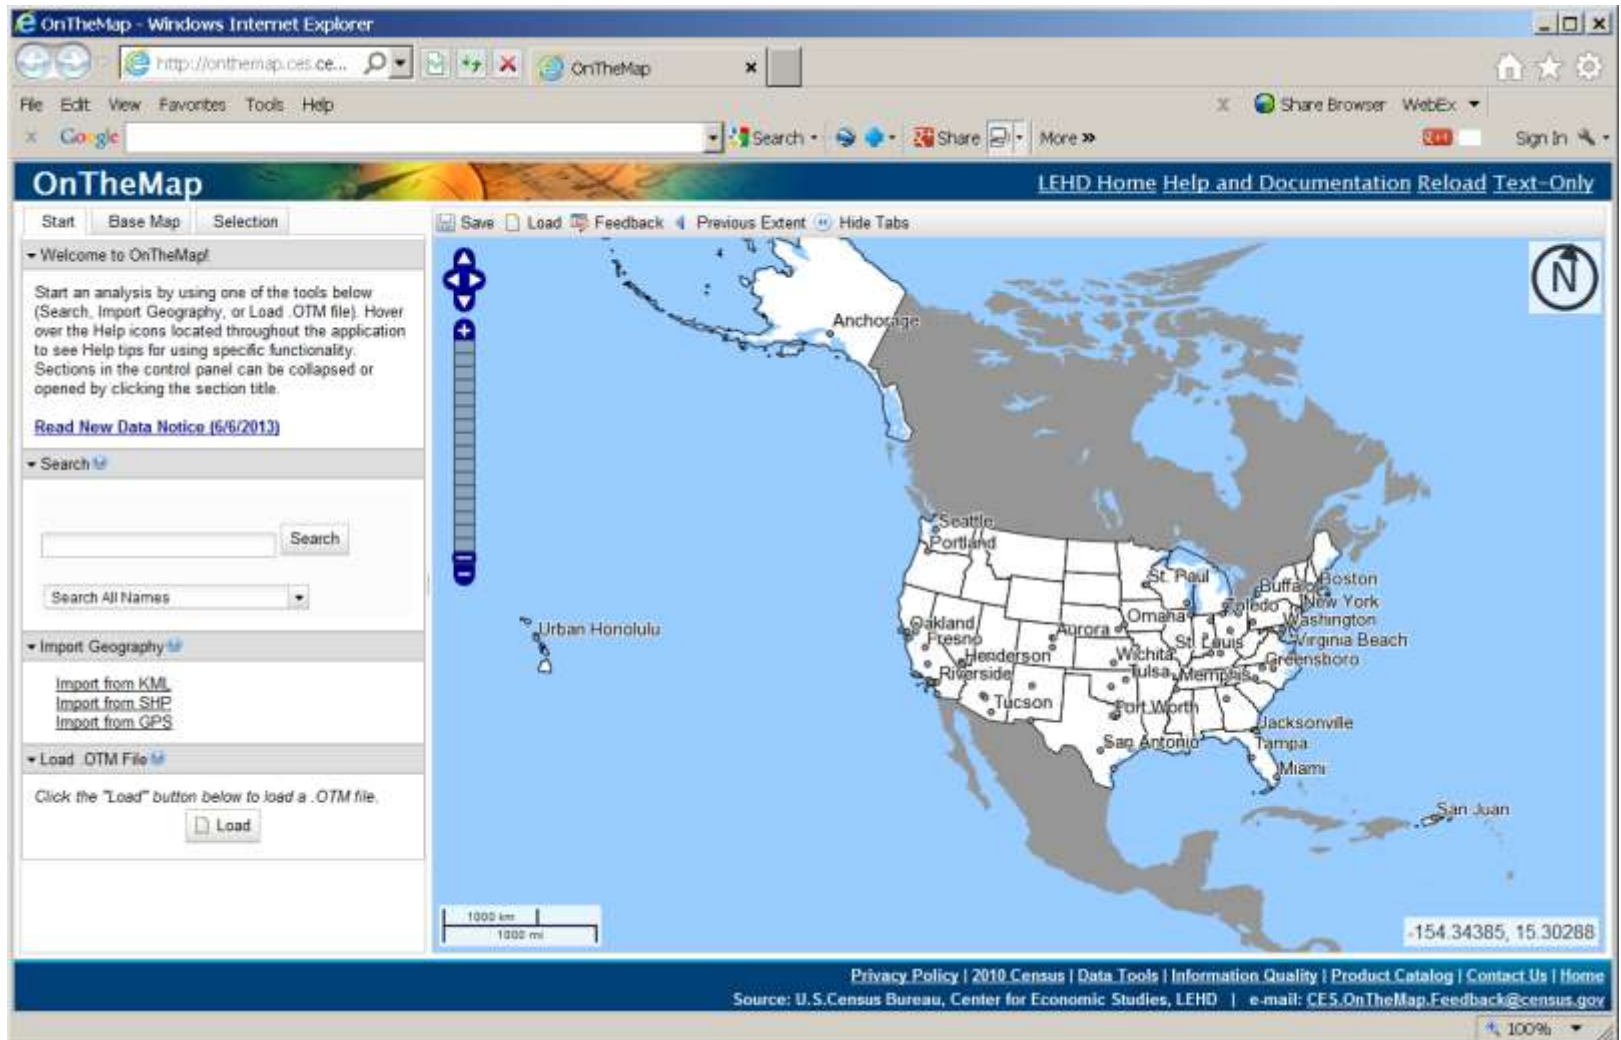 OnTheMap - Windows Internet Explorer
http://onthemap.ces.ce...
OnTheMap
File Edit View Favorites Tools Help
x Share Browser WebEx
x Google Search Share More »
Sign In
OnTheMap
LEHD Home Help and Documentation Reload Text-Only
Start Base Map Selection
Save Load Feedback Previous Extent Hide Tabs
Welcome to OnTheMap!
Start an analysis by using one of the tools below
(Search, Import Geography, or Load .OTM file). Hover
over the Help icons located throughout the application
to see Help tips for using specific functionality.
Sections in the control panel can be collapsed or
opened by clicking the section title.
Read New Data Notice (6/6/2013)
Search
Search
Search All Names
Import Geography
Import from KML
Import from SHP
Import from GPS
Load .OTM File
Click the "Load" button below to load a .OTM file.
Load
N
Anchorage
Seattle
Portland
St. Paul
Buffalo
Boston
Toledo
New York
Omaha
Washington
Oakland
Aurora
Fresno
St. Louis
Virginia Beach
Henderson
Wichita
Greensboro
Riverside
Tulsa
Memphis
Tucson
Fort Worth
Jacksonville
San Antonio
Tampa
Miami
Urban Honolulu
San Juan
1000 km
1000 mi
-154.34385, 15.30288
Privacy Policy | 2010 Census | Data Tools | Information Quality | Product Catalog | Contact Us | Home
Source: U.S.Census Bureau, Center for Economic Studies, LEHD | e-mail: CES.OnTheMap.Feedback@census.gov
100%